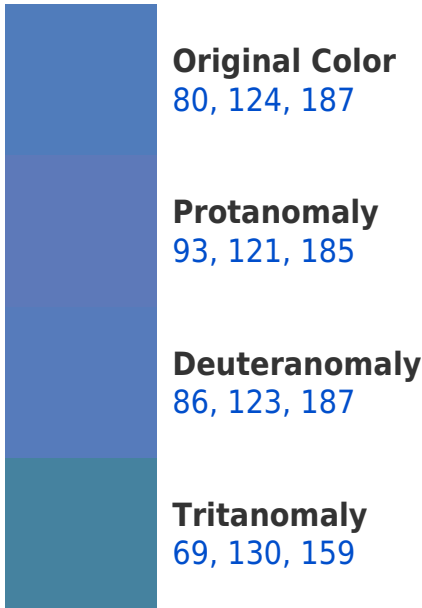 Original Color
80, 124, 187
Protanomaly
93, 121, 185
Deuteranomaly
86, 123, 187
Tritanomaly
69, 130, 159